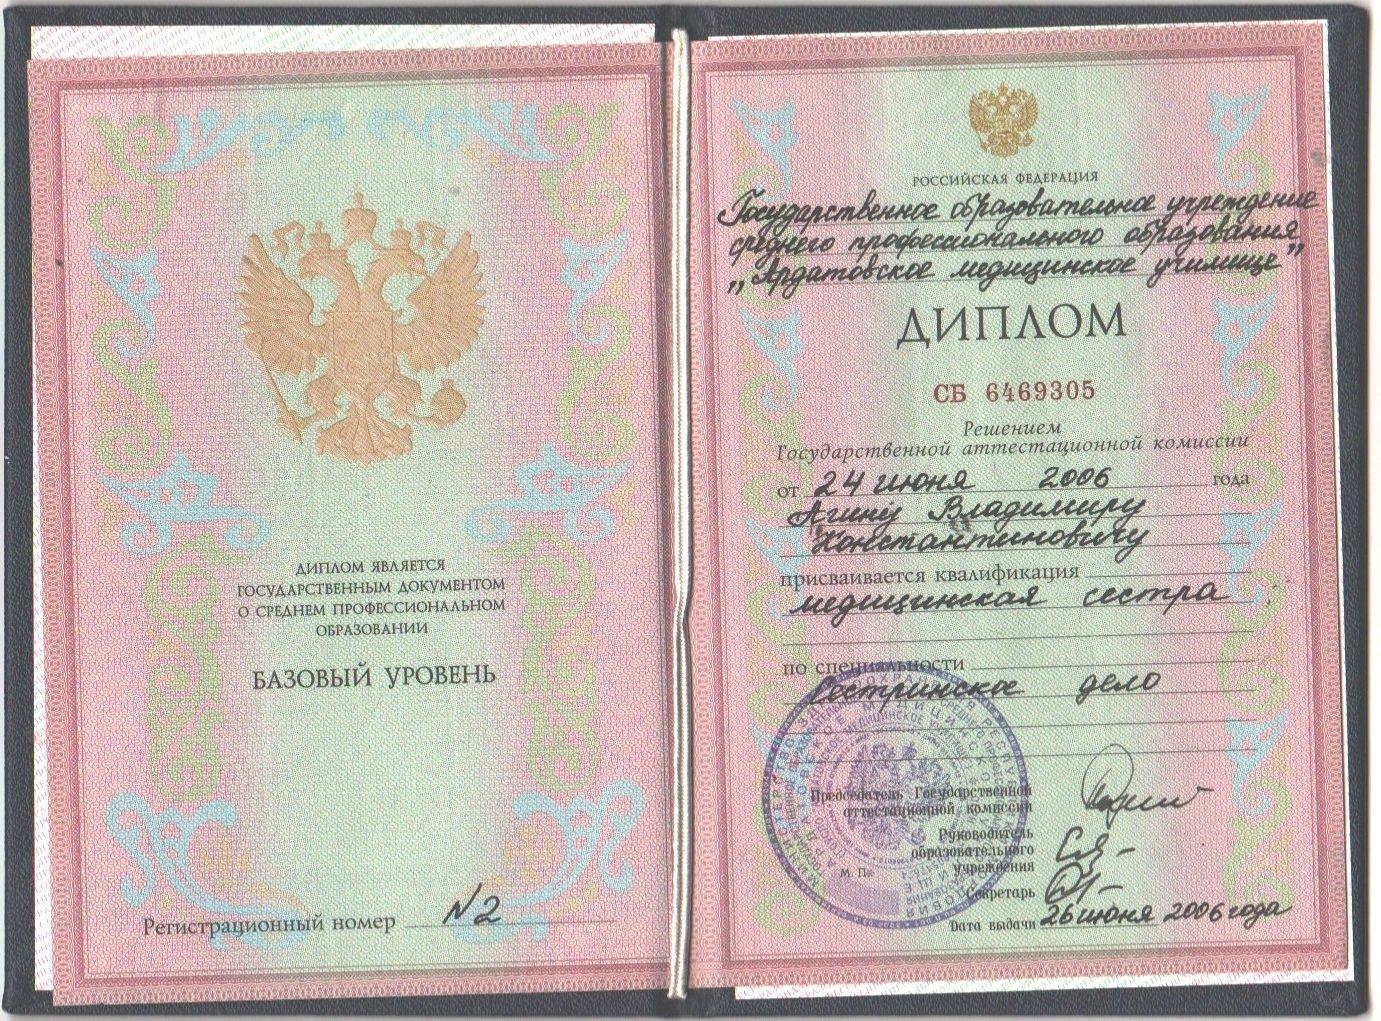 ДИПЛОМ ЯВЛЯЕТСЯ
ГОСУДАРСТВЕННЫМ ДОКУМЕНТОМ
О СРЕДНЕМ ПРОФЕССИОНАЛЬНОМ
ОБРАЗОВАНИИ
БАЗОВЫЙ УРОВЕНЬ
Регистрационный номер №2
РОССИЙСКАЯ ФЕДЕРАЦИЯ
Государственное образовательное учреждение
среднего профессионального образования
„Ардатовское медицинское училище"
ДИПЛОМ
СБ 6469305
Решением
Государственной аттестационной комиссии
от 24 июня 2006 года
Агину Владимиру
Константиновичу
присваивается квалификация
медицинская сестра
по специальности
Сестринское дело
Председатель Государственной
аттестационной комиссии
Руководитель
образовательного
учреждения
М. П.
Секретарь
Дата выдачи 26 июня 2006 года